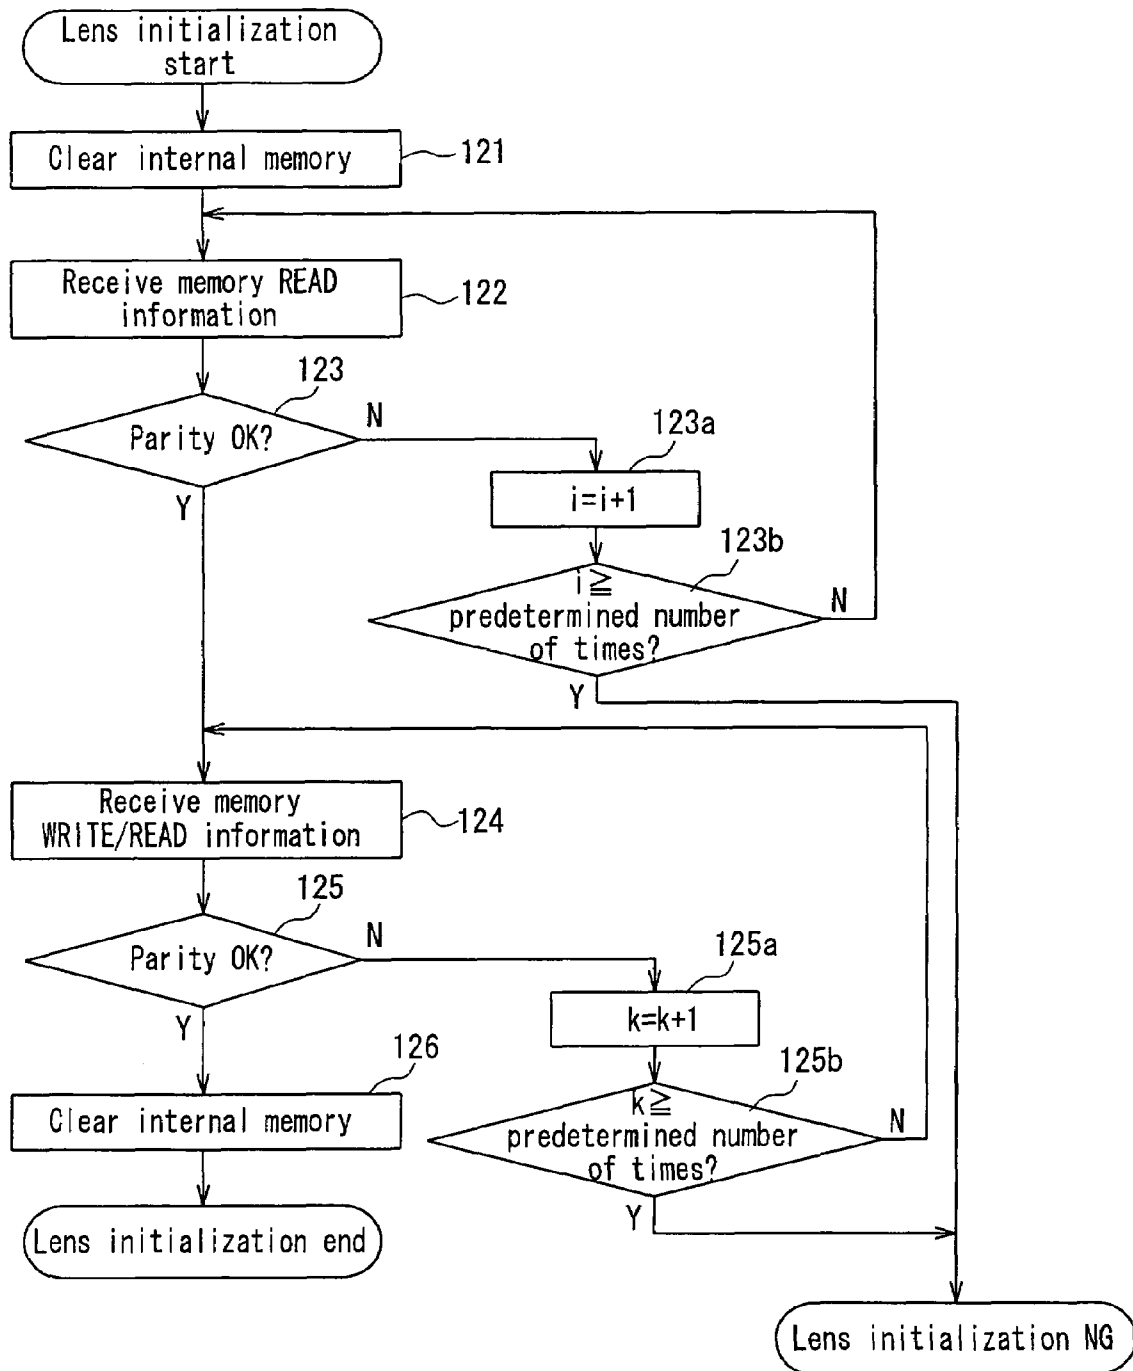 Lens initialization
start
Clear internal memory
121
Receive memory READ
information
122
123
Parity OK?
N
Y
123a
i=i+1
123b
i≧
predetermined number
of times?
N
Y
Receive memory
WRITE/READ information
124
125
Parity OK?
N
Y
125a
k=k+1
125b
k≧
predetermined number
of times?
N
Y
126
Clear internal memory
Lens initialization end
Lens initialization NG